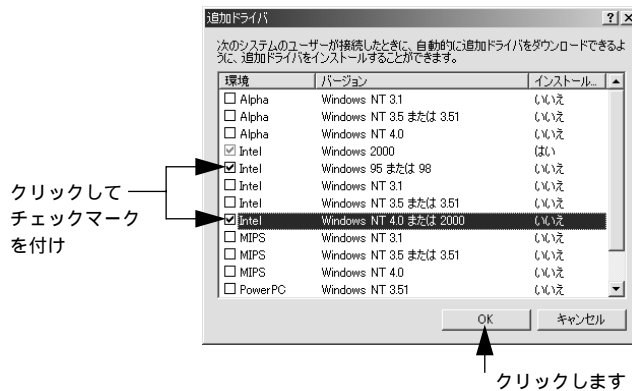 追加ドライバ
次のシステムのユーザーが接続したときに、自動的に追加ドライバをダウンロードできるよ
うに、追加ドライバをインストールすることができます。
環境 バージョン インストール...
Alpha Windows NT 3.1 いいえ
Alpha Windows NT 3.5 または 3.51 いいえ
Alpha Windows NT 4.0 いいえ
Intel Windows 2000 はい
Intel Windows 95 または 98 いいえ
Intel Windows NT 3.1 いいえ
Intel Windows NT 3.5 または 3.51 いいえ
Intel Windows NT 4.0 または 2000 いいえ
MIPS Windows NT 3.1 いいえ
MIPS Windows NT 3.5 または 3.51 いいえ
MIPS Windows NT 4.0 いいえ
PowerPC Windows NT 3.51 いいえ
OK キャンセル
クリックして
チェックマーク
を付け
クリックします